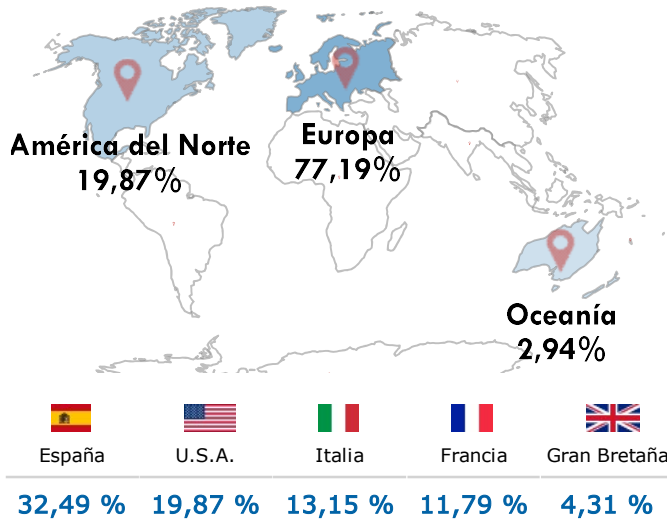 América del Norte
19,87%
Europa
77,19%
Oceanía
2,94%
España U.S.A. Italia Francia Gran Bretaña
32,49 % 19,87 % 13,15 % 11,79 % 4,31 %